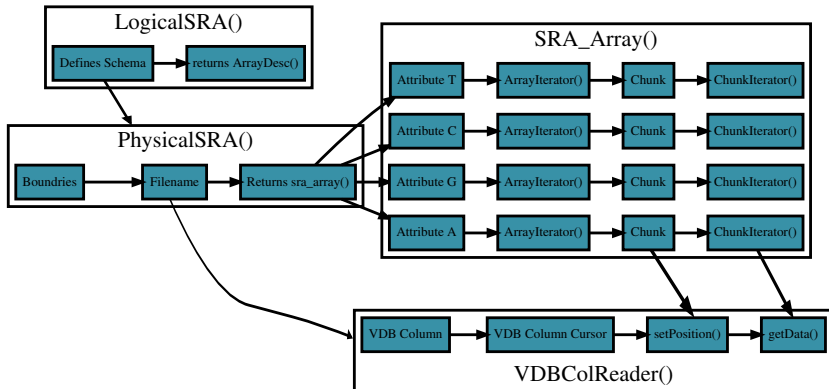 LogicalSRA()
Defines Schema
returns ArrayDesc()
PhysicalSRA()
Boundries
Filename
Returns sra_array()
SRA_Array()
Attribute T
ArrayIterator()
Chunk
ChunkIterator()
Attribute C
ArrayIterator()
Chunk
ChunkIterator()
Attribute G
ArrayIterator()
Chunk
ChunkIterator()
Attribute A
ArrayIterator()
Chunk
ChunkIterator()
VDB Column
VDB Column Cursor
setPosition()
getData()
VDBColReader()